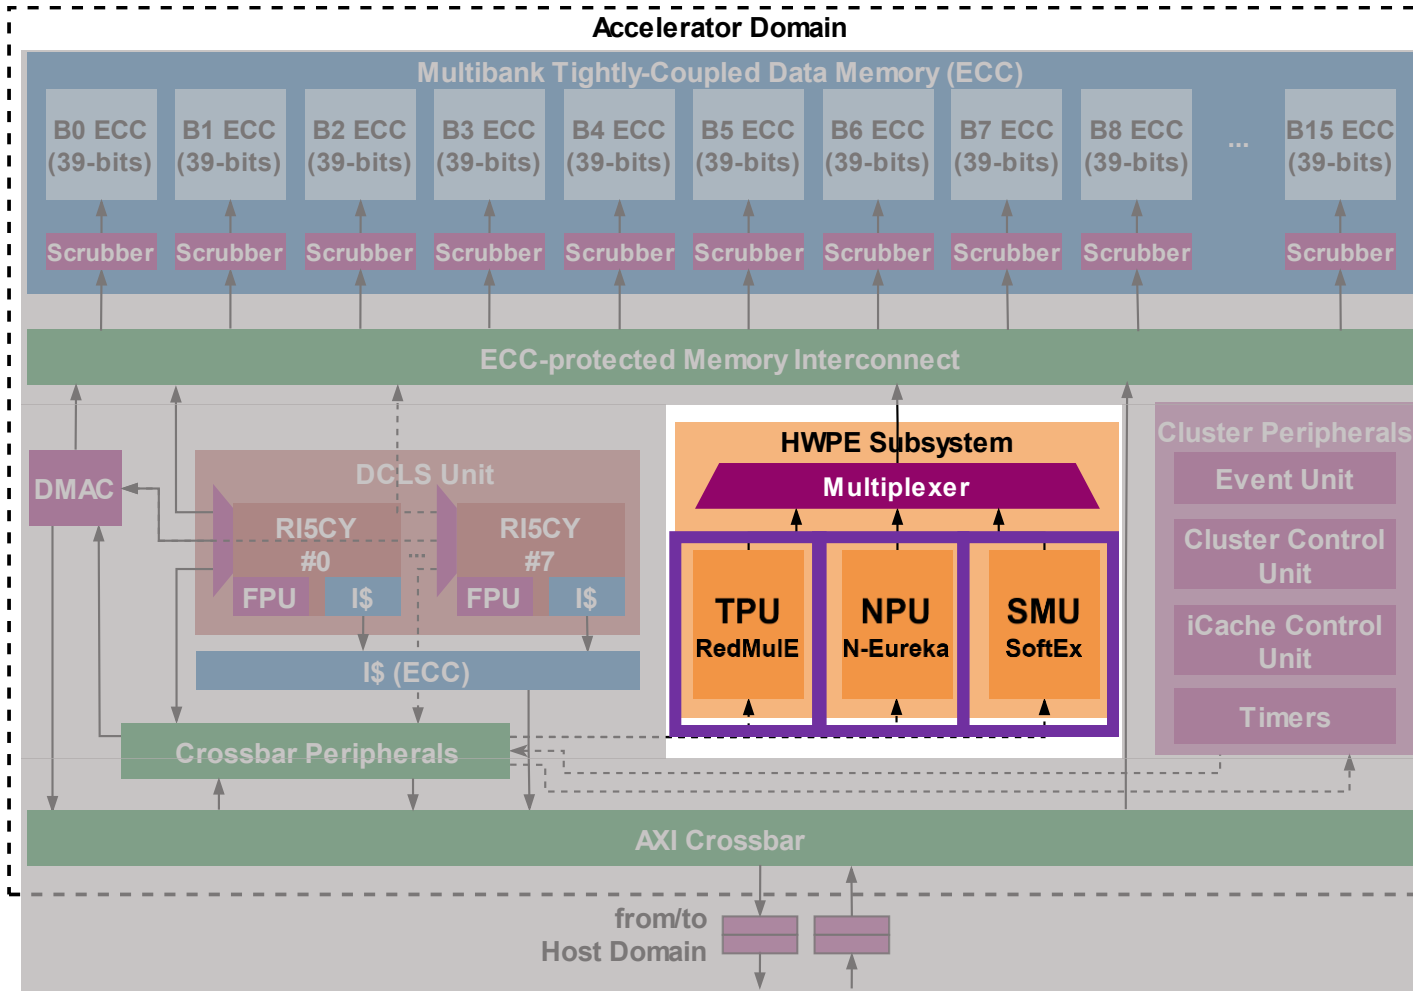 Accelerator Domain
Multibank Tightly-Coupled Data Memory (ECC)
B0 ECC
(39-bits)
B1 ECC
(39-bits)
B2 ECC
(39-bits)
B3 ECC
(39-bits)
B4 ECC
(39-bits)
B5 ECC
(39-bits)
B6 ECC
(39-bits)
B7 ECC
(39-bits)
B8 ECC
(39-bits)
...
B15 ECC
(39-bits)
Scrubber
Scrubber
Scrubber
Scrubber
Scrubber
Scrubber
Scrubber
Scrubber
Scrubber
Scrubber
ECC-protected Memory Interconnect
DMAC
DCLS Unit
RI5CY
#0
FPU
I$
...
RI5CY
#7
FPU
I$
I$ (ECC)
Crossbar Peripherals
HWPE Subsystem
Multiplexer
TPU
RedMulE
NPU
N-Eureka
SMU
SoftEx
Cluster Peripherals
Event Unit
Cluster Control
Unit
iCache Control
Unit
Timers
AXI Crossbar
from/to
Host Domain